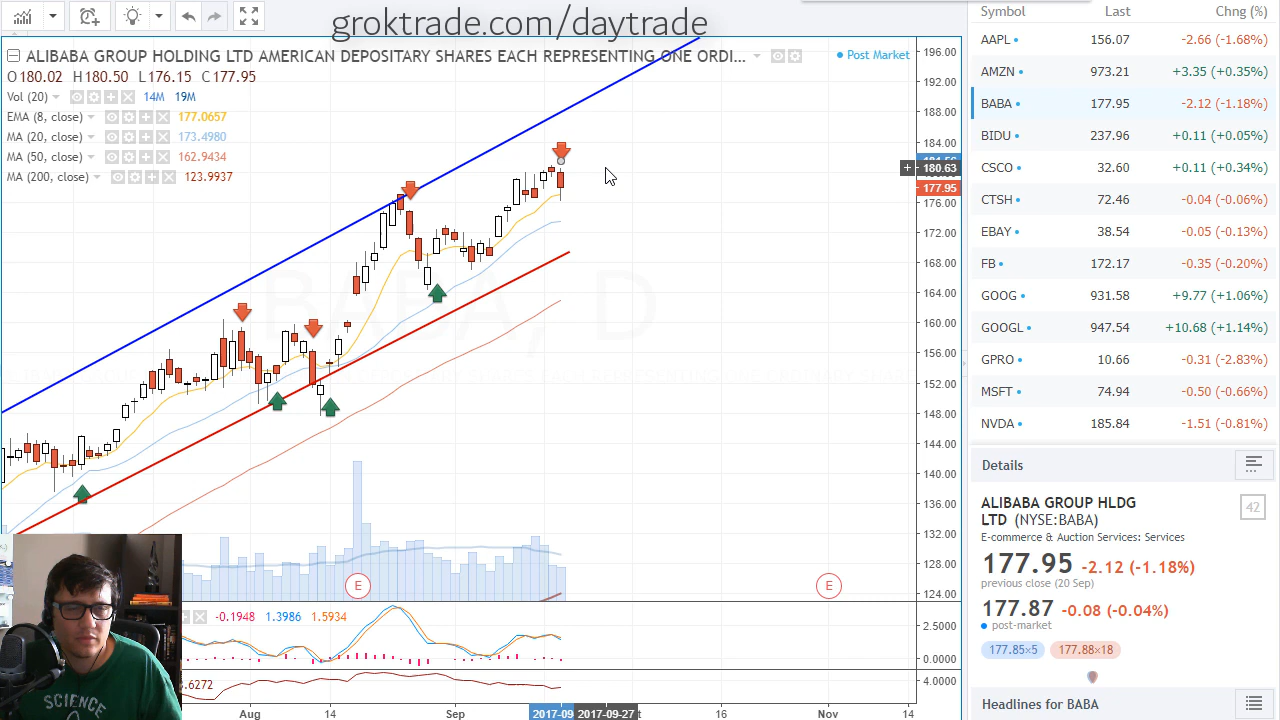 groktrade.com/daytrade
ALIBABA GROUP HOLDING LTD AMERICAN DEPOSITARY SHARES EACH REPRESENTING ONE ORDI...
Post Market
O180.02 H180.50 L176.15 C177.95
Vol (20) 14M 19M
EMA (8, close) 177.0657
MA (20, close) 173.4980
MA (50, close) 162.9434
MA (200, close) 123.9937
BABA, D
196.00
192.00
188.00
184.00
180.63
177.95
176.00
172.00
168.00
164.00
160.00
156.00
152.00
148.00
144.00
140.00
136.00
132.00
128.00
124.00
E
E
-0.1948 1.3986 1.5934
2.5000
0.0000
.6272
4.0000
Aug 14 Sep 2017-09 2017-09-27 16 Nov 14
SCIENCE
Symbol Last Chng (%)
AAPL 156.07 -2.66 (-1.68%)
AMZN 973.21 +3.35 (+0.35%)
BABA 177.95 -2.12 (-1.18%)
BIDU 237.96 +0.11 (+0.05%)
CSCO 32.60 +0.11 (+0.34%)
CTSH 72.46 -0.04 (-0.06%)
EBAY 38.54 -0.05 (-0.13%)
FB 172.17 -0.35 (-0.20%)
GOOG 931.58 +9.77 (+1.06%)
GOOGL 947.54 +10.68 (+1.14%)
GPRO 10.66 -0.31 (-2.83%)
MSFT 74.94 -0.50 (-0.66%)
NVDA 185.84 -1.51 (-0.81%)
Details
ALIBABA GROUP HLDG
LTD (NYSE:BABA)
42
E-commerce & Auction Services: Services
177.95 -2.12 (-1.18%)
previous close (20 Sep)
177.87 -0.08 (-0.04%)
post-market
177.85×5 177.88×18
Headlines for BABA